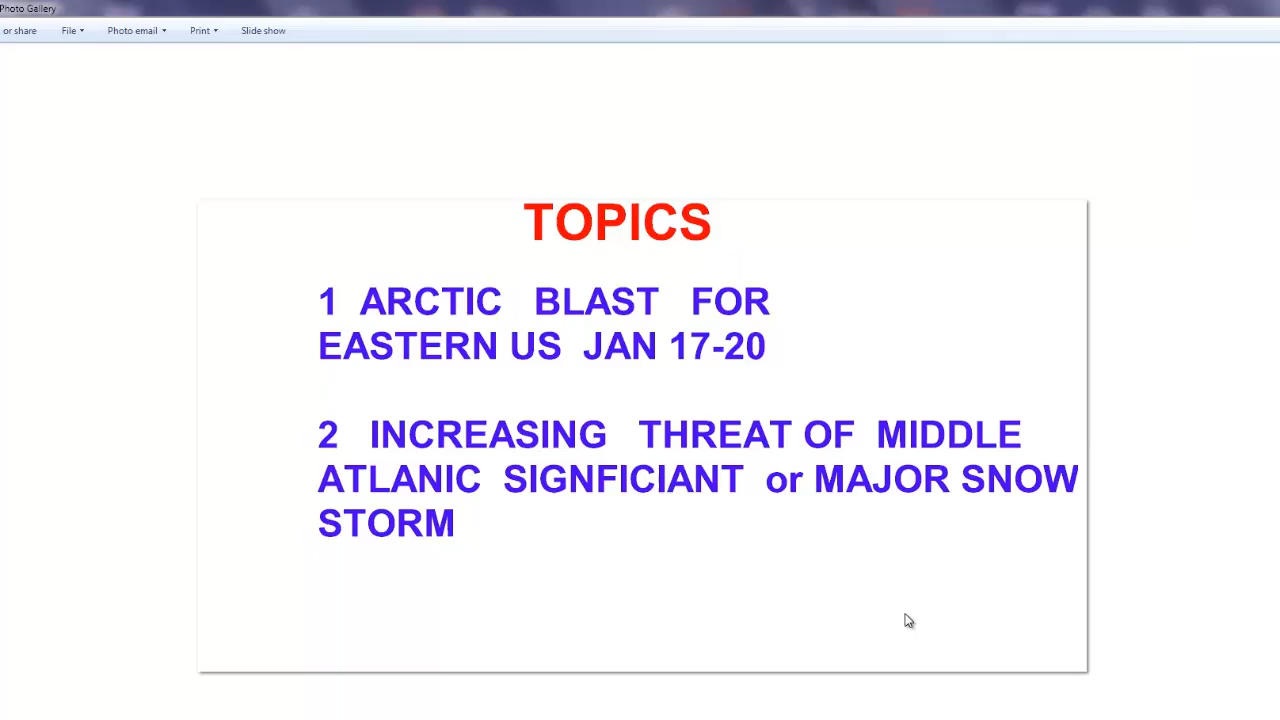 Photo Gallery
or share File Photo email Print Slide show
TOPICS
1 ARCTIC BLAST FOR
EASTERN US JAN 17-20
2 INCREASING THREAT OF MIDDLE
ATLANIC SIGNFICIANT or MAJOR SNOW
STORM